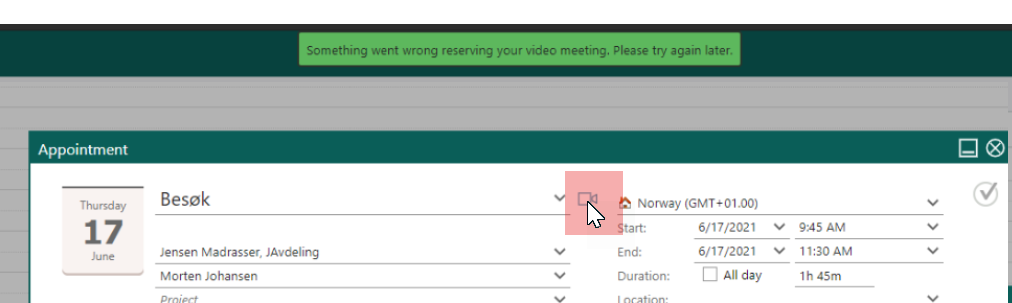 Something went wrong reserving your video meeting. Please try again later.
Appointment
Thursday
17
June
Besøk
Jensen Madrasser, JAvdeling
Morten Johansen
Project
Norway (GMT+01.00)
Start: 6/17/2021 9:45 AM
End: 6/17/2021 11:30 AM
Duration: All day 1h 45m
Location: